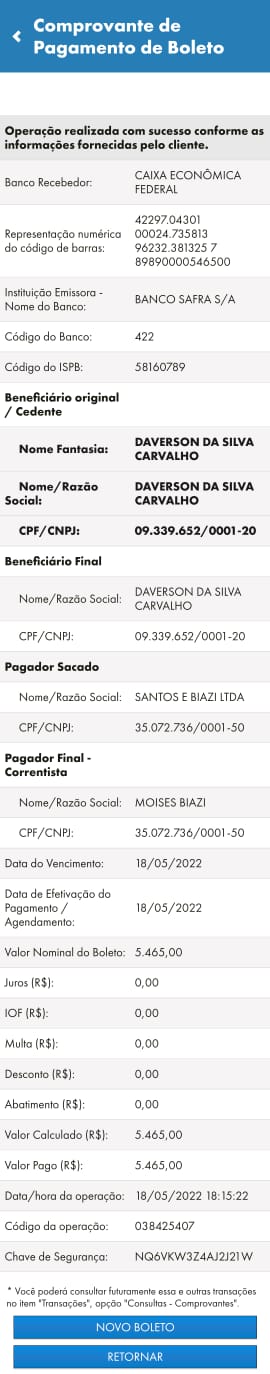 Comprovante de
Pagamento de Boleto
Operação realizada com sucesso conforme as
informações fornecidas pelo cliente.
Banco Recebedor: CAIXA ECONÔMICA
FEDERAL
Representação numérica
do código de barras: 42297.04301
00024.735813
96232.381325 7
89890000546500
Instituição Emissora -
Nome do Banco: BANCO SAFRA S/A
Código do Banco: 422
Código do ISPB: 58160789
Beneficiário original
/ Cedente
Nome Fantasia: DAVERSON DA SILVA
CARVALHO
Nome/Razão
Social: DAVERSON DA SILVA
CARVALHO
CPF/CNPJ: 09.339.652/0001-20
Beneficiário Final
Nome/Razão Social: DAVERSON DA SILVA
CARVALHO
CPF/CNPJ: 09.339.652/0001-20
Pagador Sacado
Nome/Razão Social: SANTOS E BIAZI LTDA
CPF/CNPJ: 35.072.736/0001-50
Pagador Final -
Correntista
Nome/Razão Social: MOISES BIAZI
CPF/CNPJ: 35.072.736/0001-50
Data do Vencimento: 18/05/2022
Data de Efetivação do
Pagamento /
Agendamento: 18/05/2022
Valor Nominal do Boleto: 5.465,00
Juros (R$): 0,00
IOF (R$): 0,00
Multa (R$): 0,00
Desconto (R$): 0,00
Abatimento (R$): 0,00
Valor Calculado (R$): 5.465,00
Valor Pago (R$): 5.465,00
Data/hora da operação: 18/05/2022 18:15:22
Código da operação: 038425407
Chave de Segurança: NQ6VKW3Z4AJ2J21W
* Você poderá consultar futuramente essa e outras transações
no item "Transações", opção "Consultas - Comprovantes".
NOVO BOLETO
RETORNAR